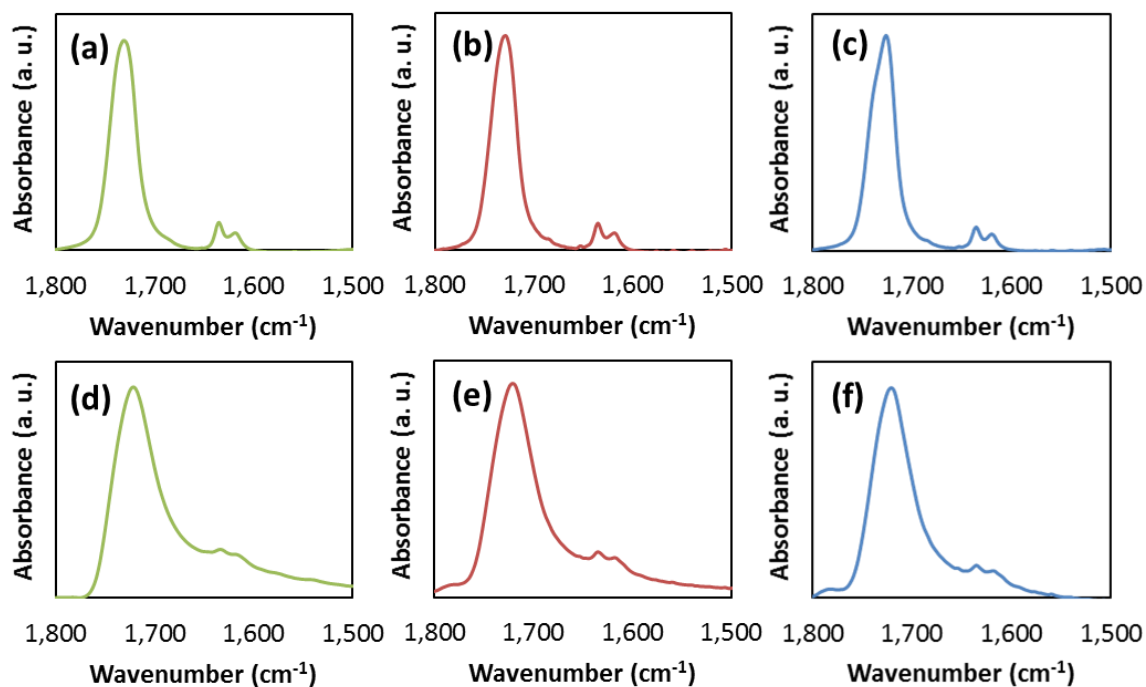 (a)
Absorbance (a. u.)
1,800 1,700 1,600 1,500
Wavenumber (cm-1)
(b)
Absorbance (a. u.)
1,800 1,700 1,600 1,500
Wavenumber (cm-1)
(c)
Absorbance (a. u.)
1,800 1,700 1,600 1,500
Wavenumber (cm-1)
(d)
Absorbance (a. u.)
1,800 1,700 1,600 1,500
Wavenumber (cm-1)
(e)
Absorbance (a. u.)
1,800 1,700 1,600 1,500
Wavenumber (cm-1)
(f)
Absorbance (a. u.)
1,800 1,700 1,600 1,500
Wavenumber (cm-1)